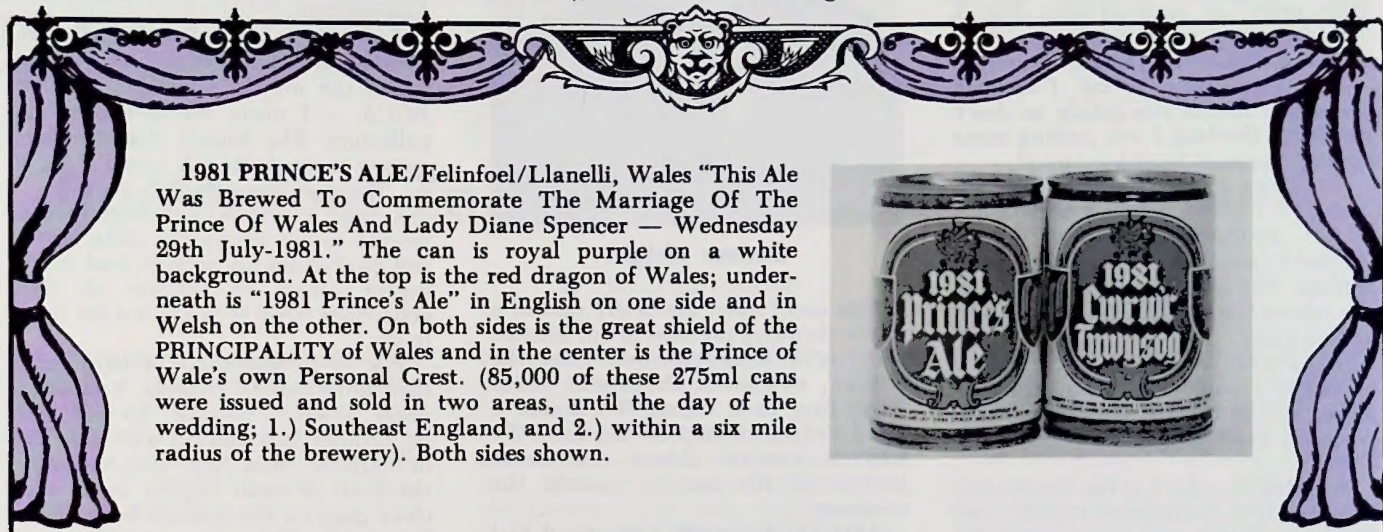 1981 PRINCE'S ALE/Felinfoel/Llanelli, Wales "This Ale
Was Brewed To Commemorate The Marriage Of The
Prince Of Wales And Lady Diane Spencer — Wednesday
29th July-1981." The can is royal purple on a white
background. At the top is the red dragon of Wales; under-
neath is "1981 Prince's Ale" in English on one side and in
Welsh on the other. On both sides is the great shield of the
PRINCIPALITY of Wales and in the center is the Prince of
Wale's own Personal Crest. (85,000 of these 275ml cans
were issued and sold in two areas, until the day of the
wedding; 1.) Southeast England, and 2.) within a six mile
radius of the brewery). Both sides shown.
1981
Prince's
Ale
1981
Cwrw'r
Tywysog